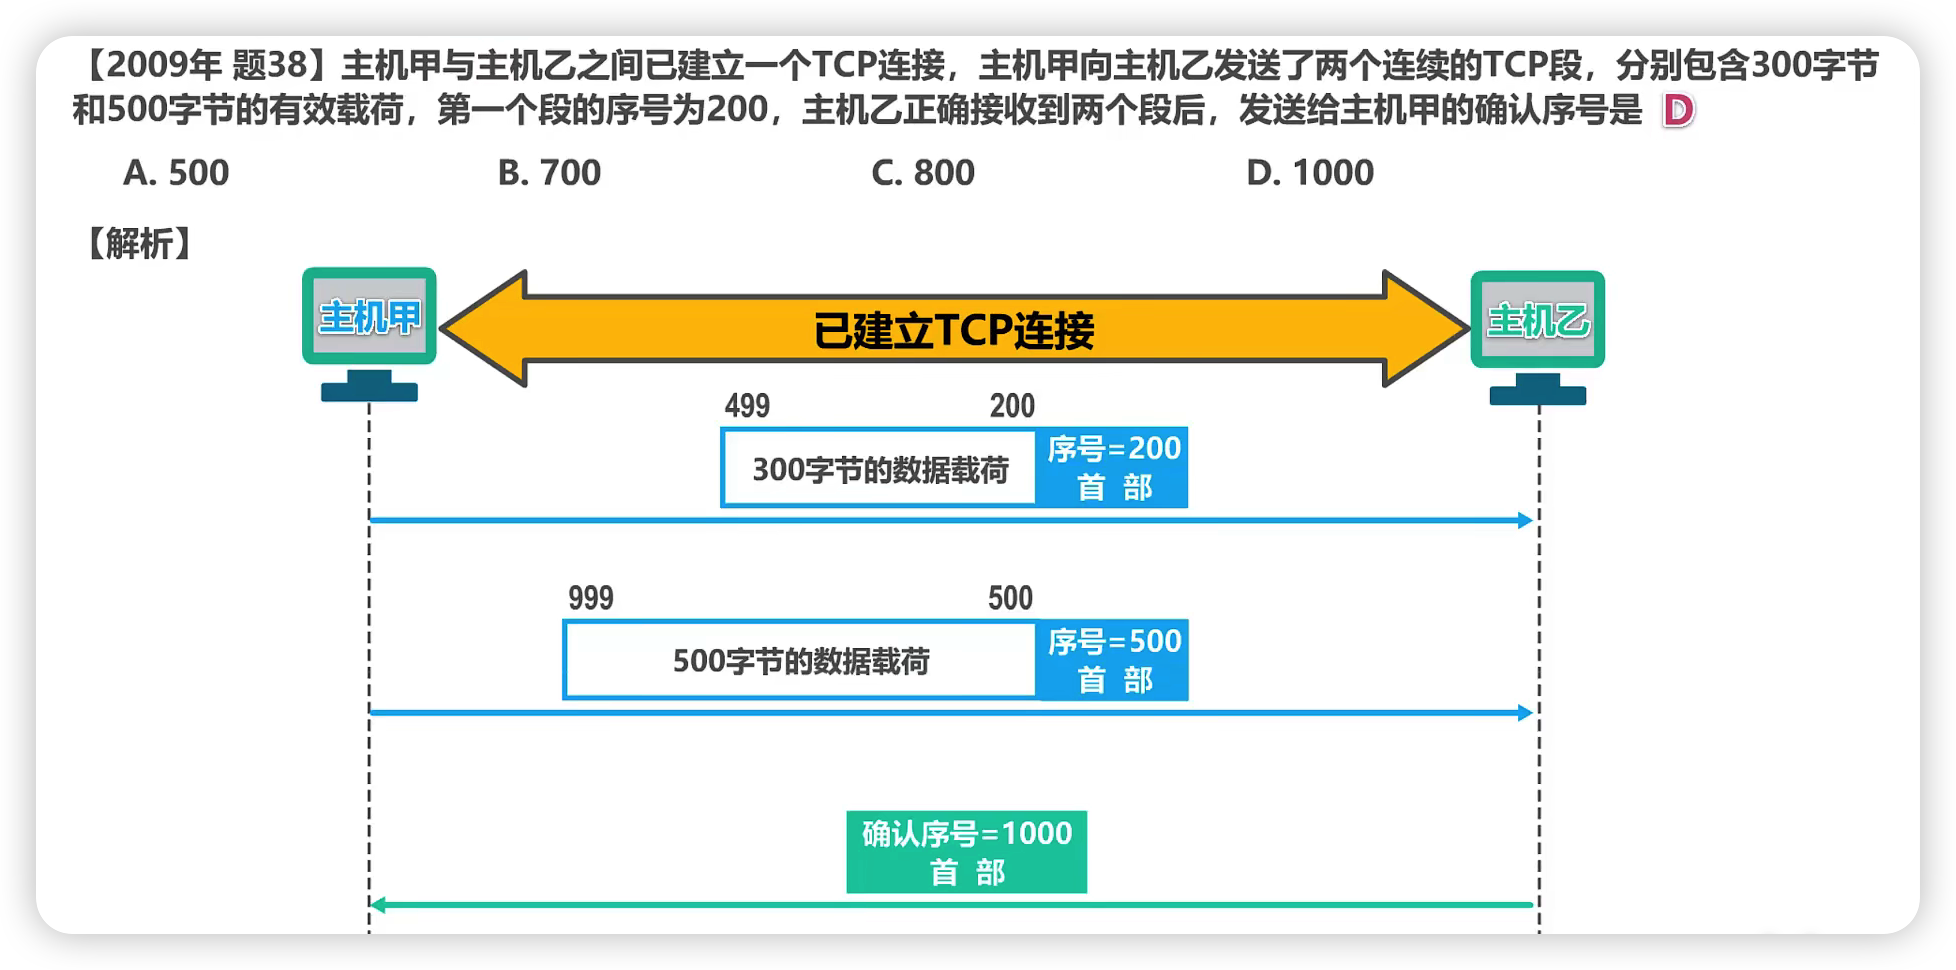 【2009年 题38】主机甲与主机乙之间已建立一个TCP连接，主机甲向主机乙发送了两个连续的TCP段，分别包含300字节
和500字节的有效载荷，第一个段的序号为200，主机乙正确接收到两个段后，发送给主机甲的确认序号是 D
A. 500 B. 700 C. 800 D. 1000
【解析】
主机甲 已建立TCP连接 主机乙
499 200
300字节的数据载荷 序号=200
首 部
999 500
500字节的数据载荷 序号=500
首 部
确认序号=1000
首 部